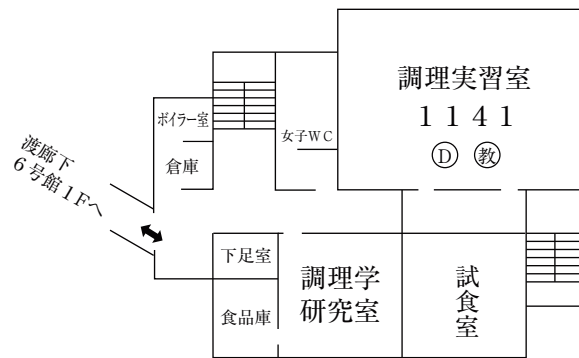 調理実習室
1141
Ⓓ ㊙教
ボイラー室
女子WC
倉庫
渡廊下
6号館1Fへ
下足室
調理学
研究室
試食室
食品庫